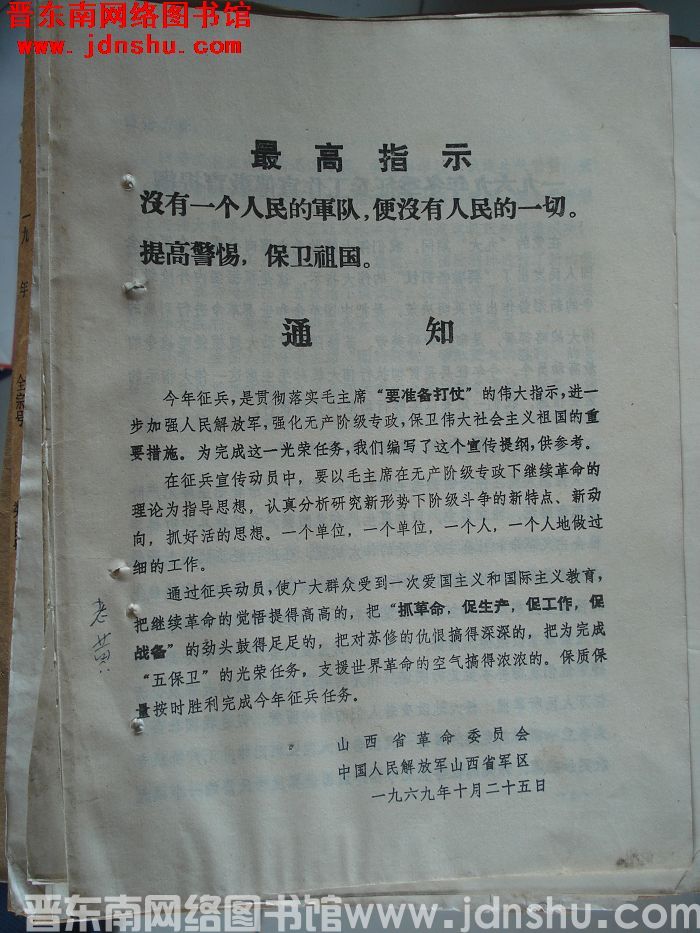 晋东南网络图书馆
www.jdnshu.com
最高指示
沒有一个人民的軍队，便沒有人民的一切。
提高警惕，保卫祖国。
通知
今年征兵，是贯彻落实毛主席“要准备打仗”的伟大指示，进一
步加强人民解放军，强化无产阶级专政，保卫伟大社会主义祖国的重
要措施。为完成这一光荣任务，我们编写了这个宣传提纲，供参考。
在征兵宣传动员中，要以毛主席在无产阶级专政下继续革命的
理论为指导思想，认真分析研究新形势下阶级斗争的新特点、新动
向，抓好活的思想。一个单位，一个单位，一个人，一个人地做过
细的工作。
通过征兵动员，使广大群众受到一次爱国主义和国际主义教育，
把继续革命的觉悟提得高高的，把“抓革命，促生产，促工作，促
战备”的劲头鼓得足足的，把对苏修的仇恨搞得深深的，把为完成
“五保卫”的光荣任务，支援世界革命的空气搞得浓浓的。保质保
量按时胜利完成今年征兵任务。
山西省革命委员会
中国人民解放军山西省军区
一九六九年十月二十五日
老黄
一九 年
全宗号
晋东南网络图书馆www.jdnshu.com